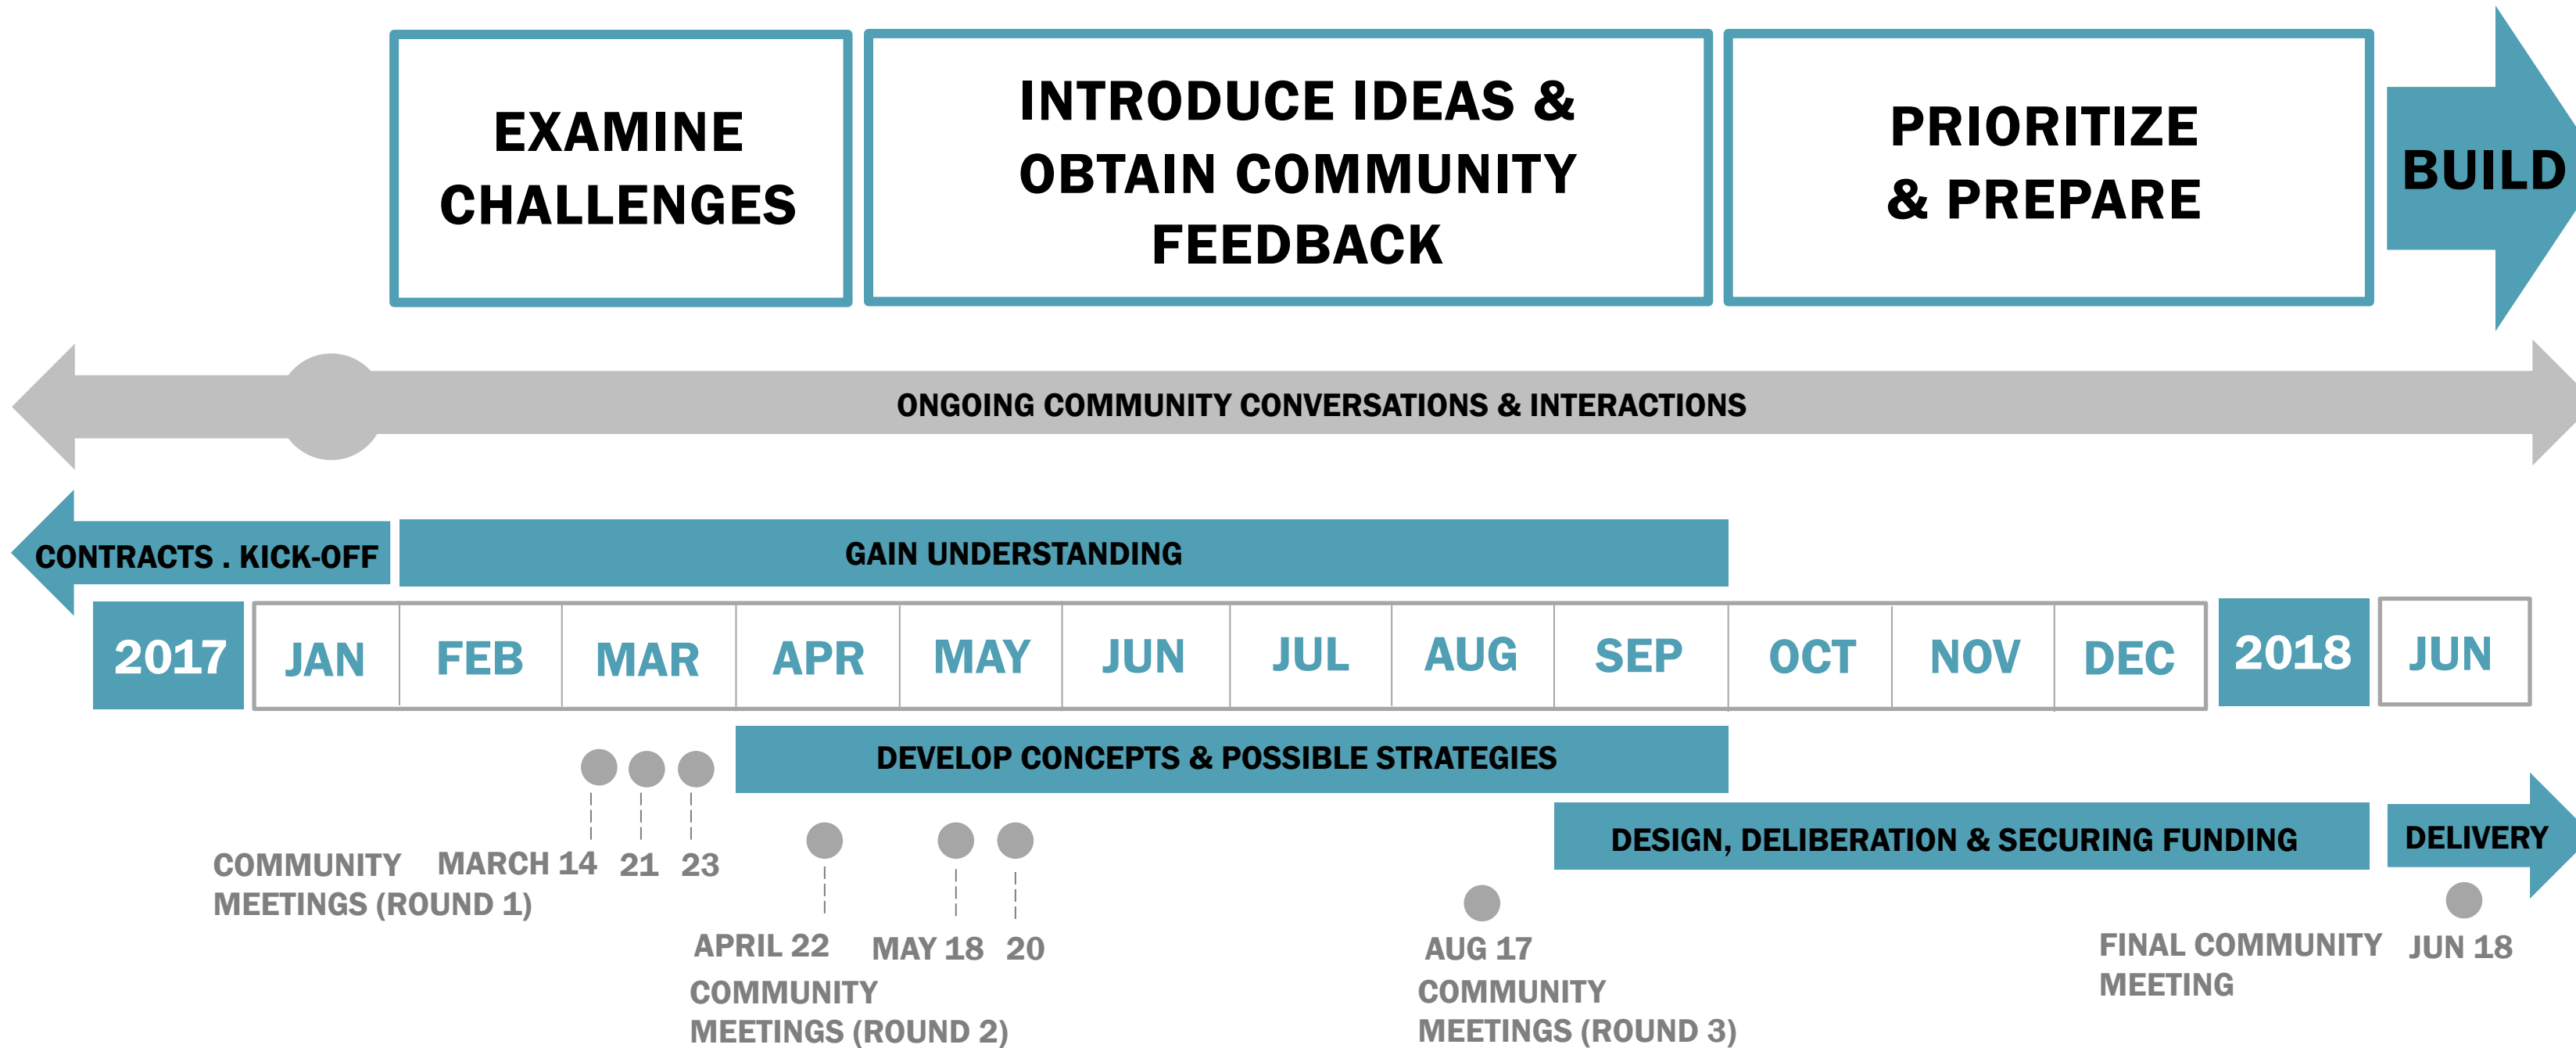 EXAMINE
CHALLENGES
INTRODUCE IDEAS &
OBTAIN COMMUNITY
FEEDBACK
PRIORITIZE
& PREPARE
BUILD
ONGOING COMMUNITY CONVERSATIONS & INTERACTIONS
CONTRACTS . KICK-OFF
GAIN UNDERSTANDING
2017 JAN FEB MAR APR MAY JUN JUL AUG SEP OCT NOV DEC 2018 JUN
DEVELOP CONCEPTS & POSSIBLE STRATEGIES
DESIGN, DELIBERATION & SECURING FUNDING
DELIVERY
COMMUNITY
MEETINGS (ROUND 1)
MARCH 14 21 23
APRIL 22 MAY 18 20
COMMUNITY
MEETINGS (ROUND 2)
AUG 17
COMMUNITY
MEETINGS (ROUND 3)
FINAL COMMUNITY
MEETING
JUN 18